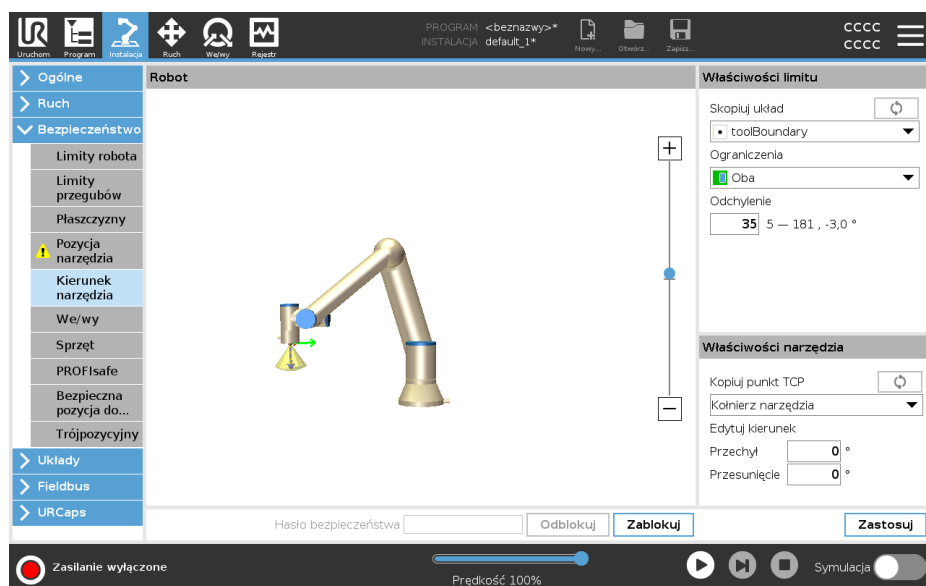 PROGRAM <beznazwy>*
INSTALACJA default_1*
Uruchom Program Instalacja Ruch We/wy Rejestr
Nowy... Otwórz... Zapisz...
cccc
cccc
Ogólne
Ruch
Bezpieczeństwo
Limity robota
Limity
przegubów
Płaszczyzny
Pozycja
narzędzia
Kierunek
narzędzia
We/wy
Sprzęt
PROFIsafe
Bezpieczna
pozycja do...
Trójpozycyjny
Układy
Fieldbus
URCaps
Robot
Hasło bezpieczeństwa
Odblokuj
Zablokuj
Właściwości limitu
Skopiuj układ
toolBoundary
Ograniczenia
Oba
Odchylenie
35 5 — 181 , -3,0 °
Właściwości narzędzia
Kopiuj punkt TCP
Kołnierz narzędzia
Edytuj kierunek
Przechył 0 °
Przesunięcie 0 °
Zastosuj
Zasilanie wyłączone
Prędkość 100%
Symulacja